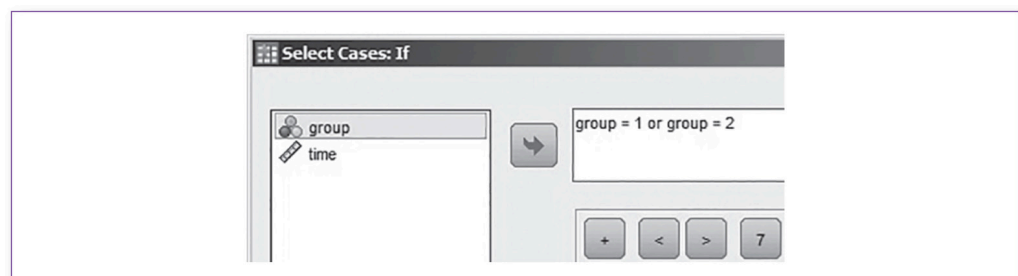 Select Cases: If
group
time
group = 1 or group = 2
+ < > 7